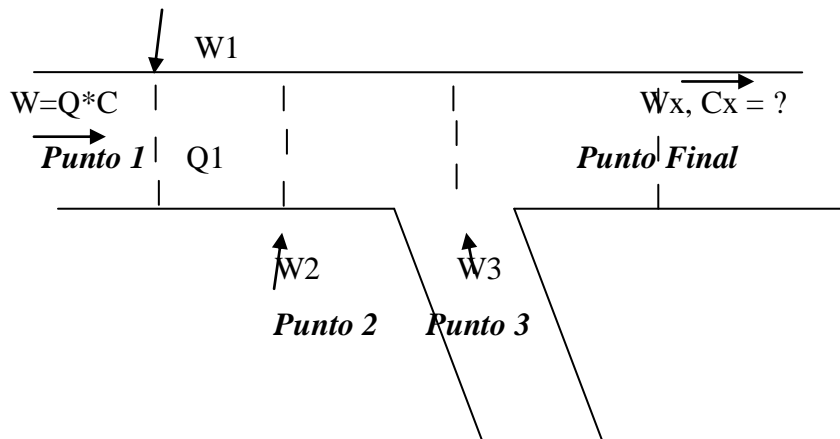 W1
W=Q*C
Wx, Cx = ?
Punto 1
Q1
Punto Final
W2
W3
Punto 2
Punto 3